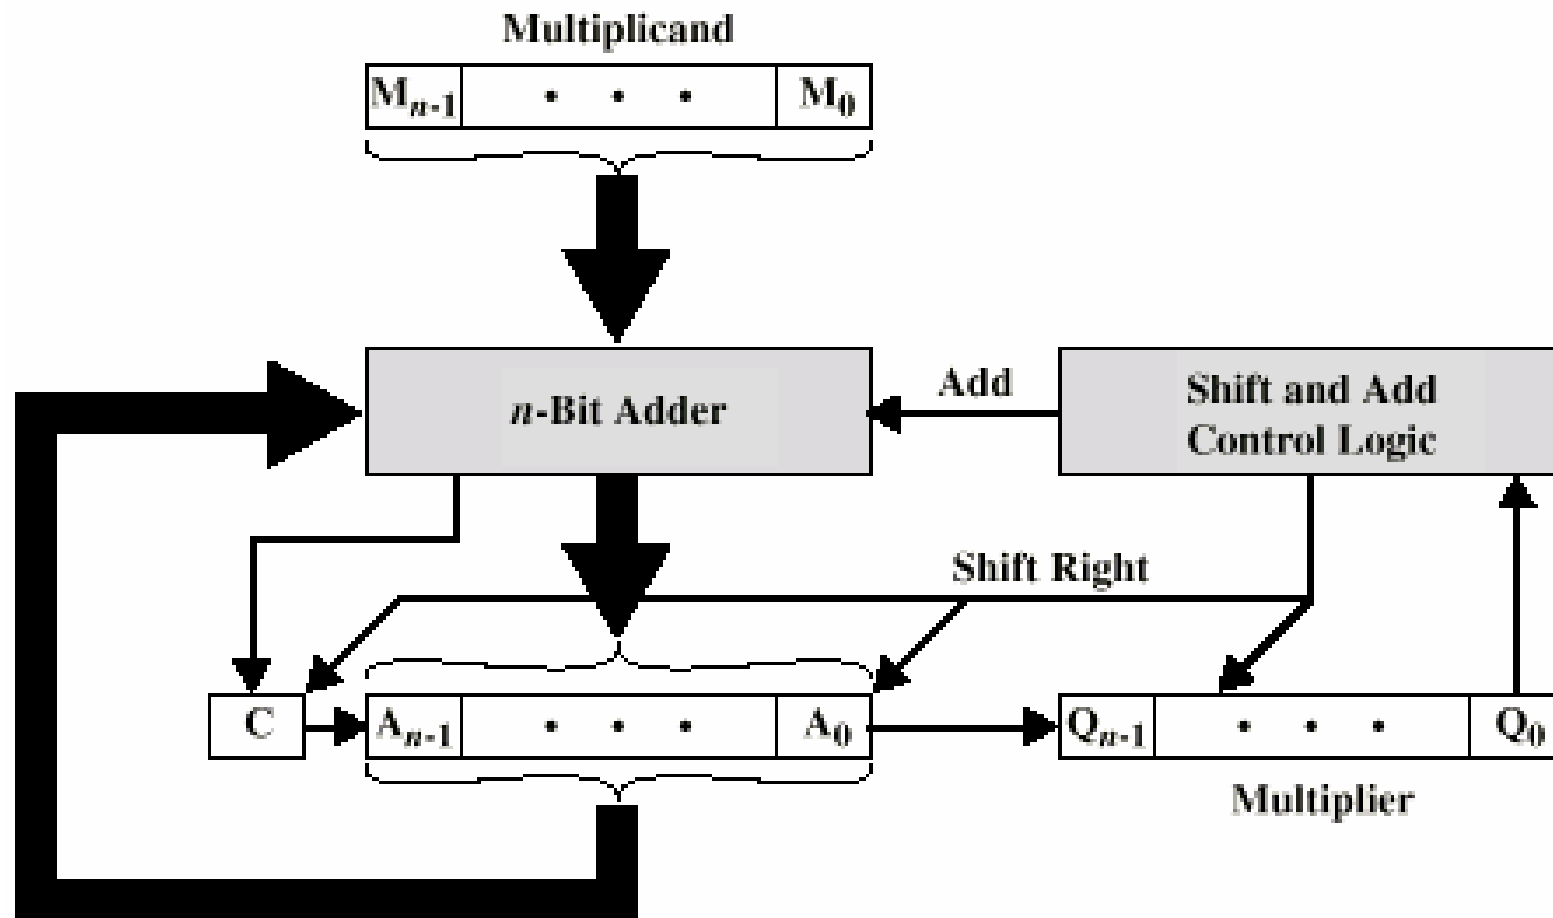 Multiplicand
Mn-1 • • • M0
n-Bit Adder
Add
Shift and Add
Control Logic
Shift Right
C
An-1 • • • A0
Qn-1 • • • Q0
Multiplier